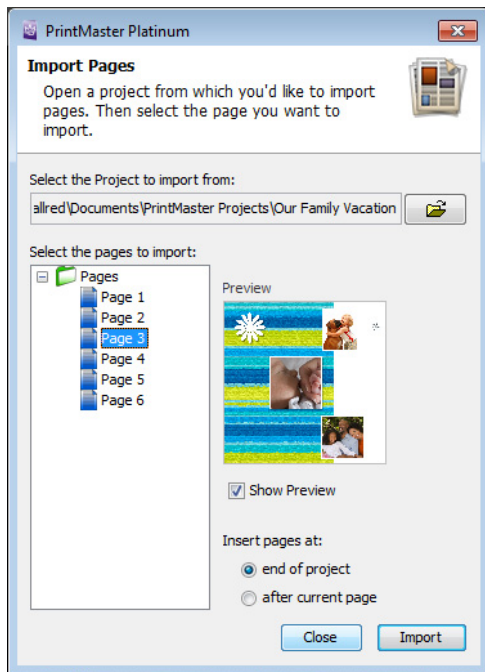 PrintMaster Platinum
Import Pages
Open a project from which you'd like to import
pages. Then select the page you want to
import.
Select the Project to import from:
allred\Documents\PrintMaster Projects\Our Family Vacation
Select the pages to import:
Pages
Page 1
Page 2
Page 3
Page 4
Page 5
Page 6
Preview
Show Preview
Insert pages at:
end of project
after current page
Close
Import